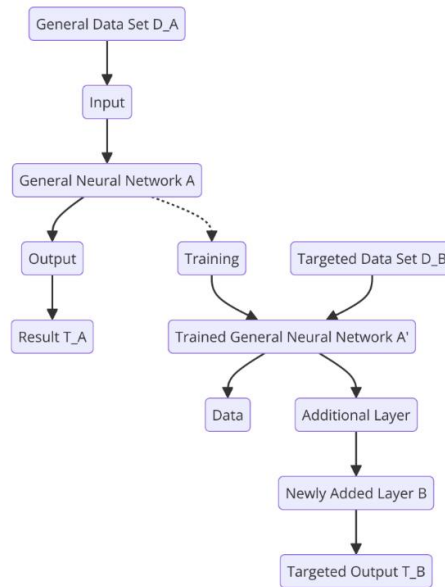 General Data Set D_A
Input
General Neural Network A
Output
Training
Targeted Data Set D_B
Result T_A
Trained General Neural Network A'
Data
Additional Layer
Newly Added Layer B
Targeted Output T_B